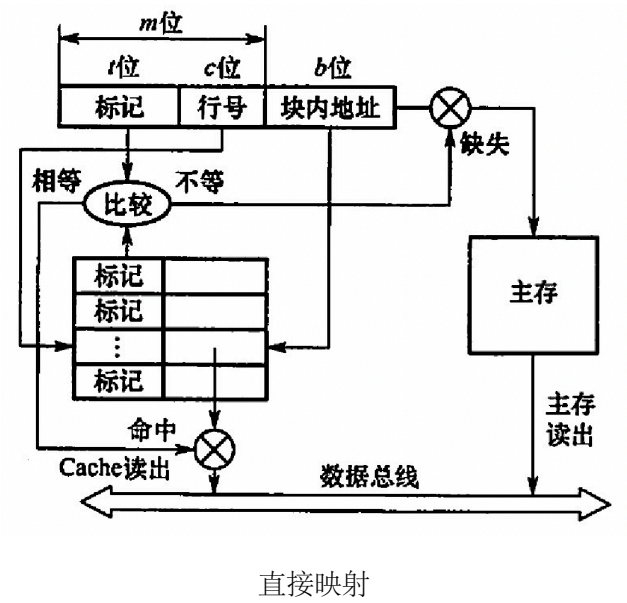 m位
t位 c位 b位
标记 行号 块内地址
缺失
相等 比较 不等
标记
标记
⋮
标记
主存
命中
Cache读出
主存
读出
数据总线
直接映射